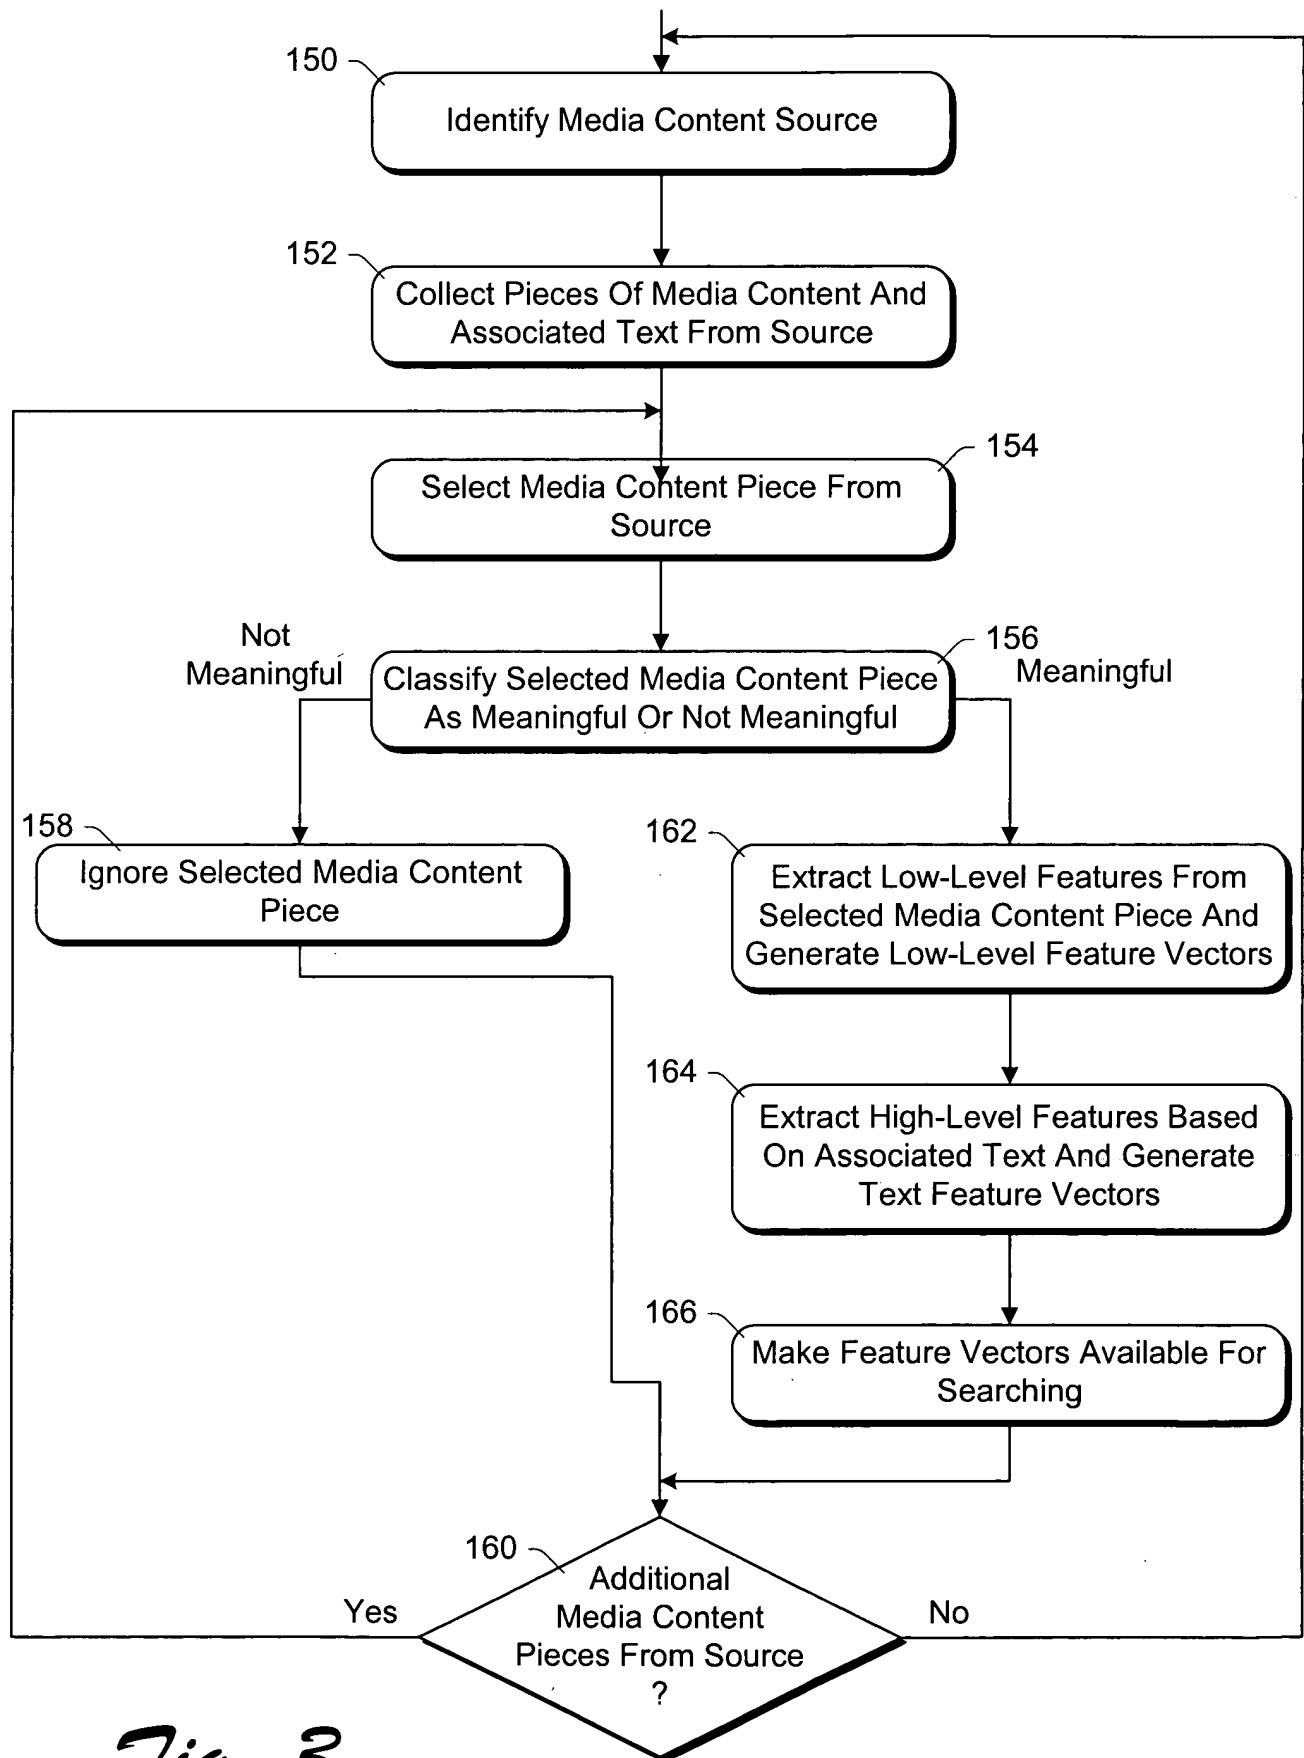 150
Identify Media Content Source
152
Collect Pieces Of Media Content And
Associated Text From Source
154
Select Media Content Piece From
Source
Not
Meaningful
156
Meaningful
Classify Selected Media Content Piece
As Meaningful Or Not Meaningful
158
Ignore Selected Media Content
Piece
162
Extract Low-Level Features From
Selected Media Content Piece And
Generate Low-Level Feature Vectors
164
Extract High-Level Features Based
On Associated Text And Generate
Text Feature Vectors
166
Make Feature Vectors Available For
Searching
160
Additional
Media Content
Pieces From Source
?
Yes
No
Fig. 3